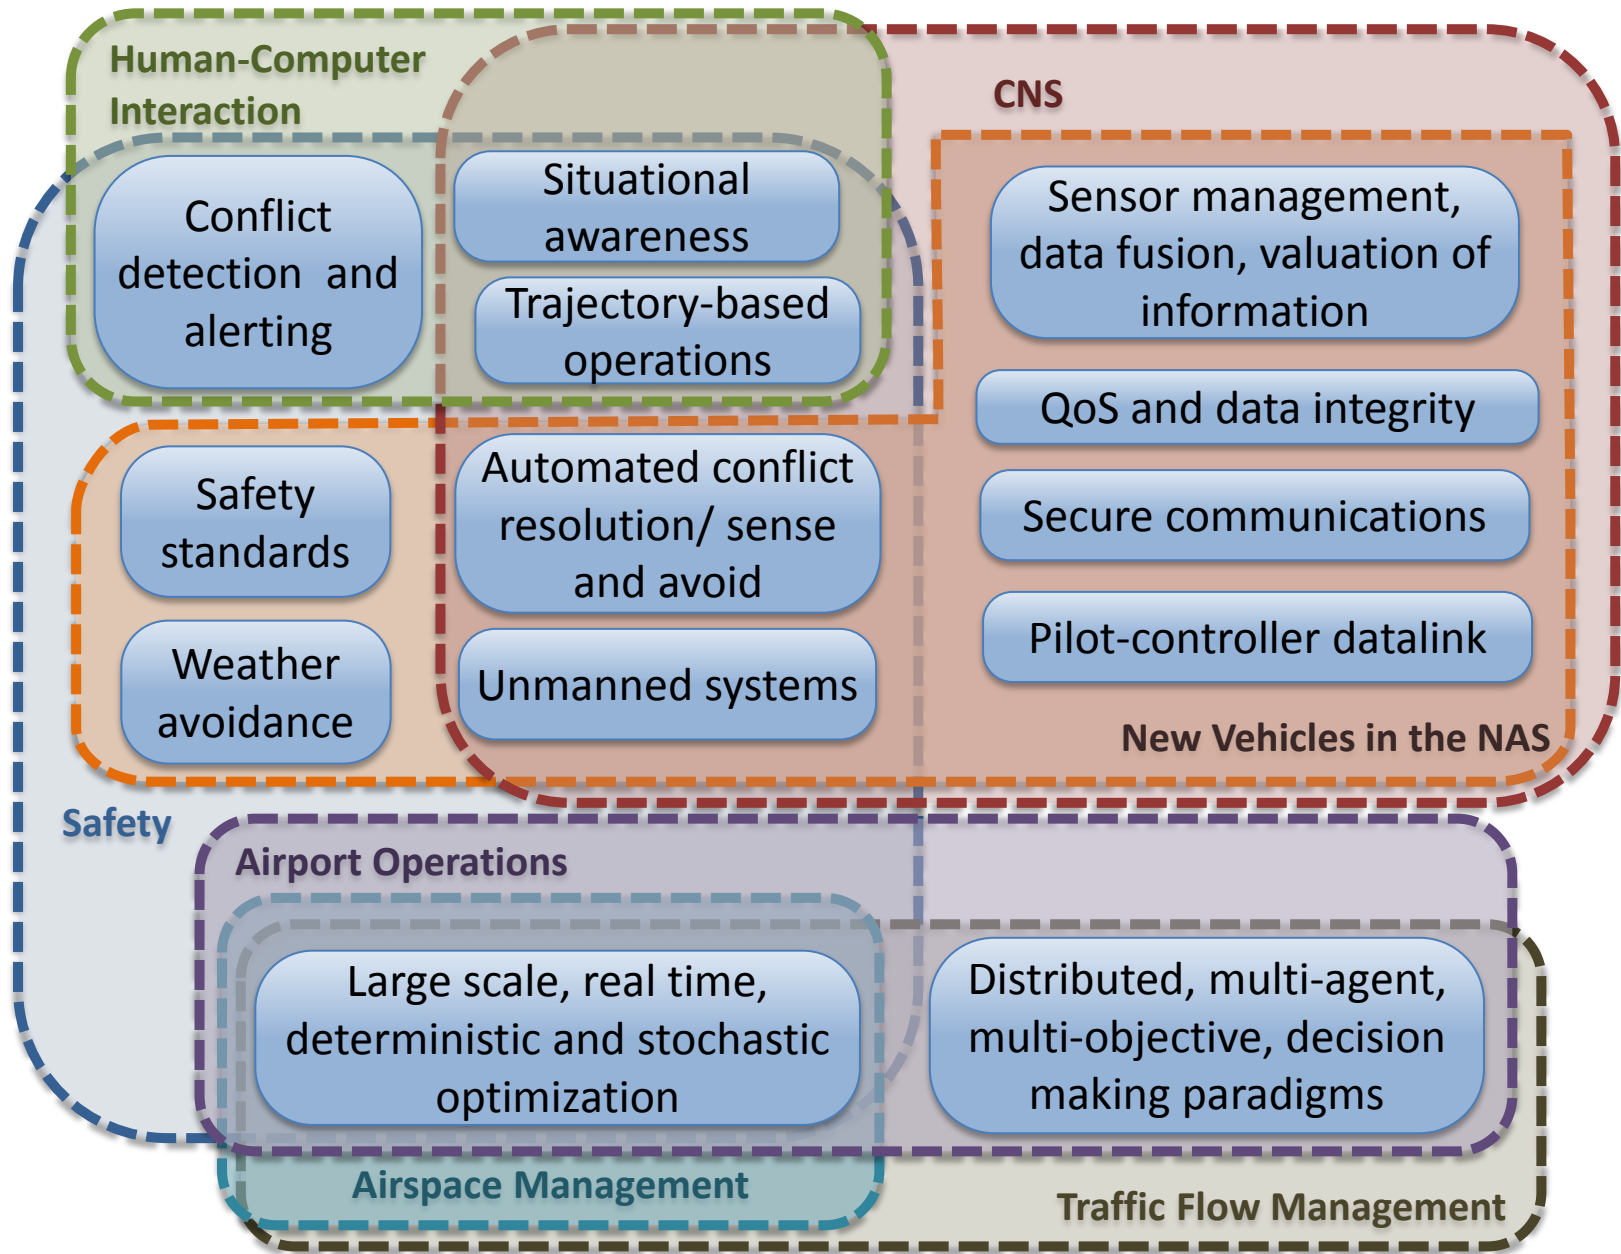 Human-Computer
Interaction
CNS
Conflict
detection and
alerting
Situational
awareness
Trajectory-based
operations
Sensor management,
data fusion, valuation of
information
QoS and data integrity
Secure communications
Pilot-controller datalink
New Vehicles in the NAS
Safety
standards
Weather
avoidance
Automated conflict
resolution/ sense
and avoid
Unmanned systems
Safety
Airport Operations
Large scale, real time,
deterministic and stochastic
optimization
Distributed, multi-agent,
multi-objective, decision
making paradigms
Airspace Management
Traffic Flow Management